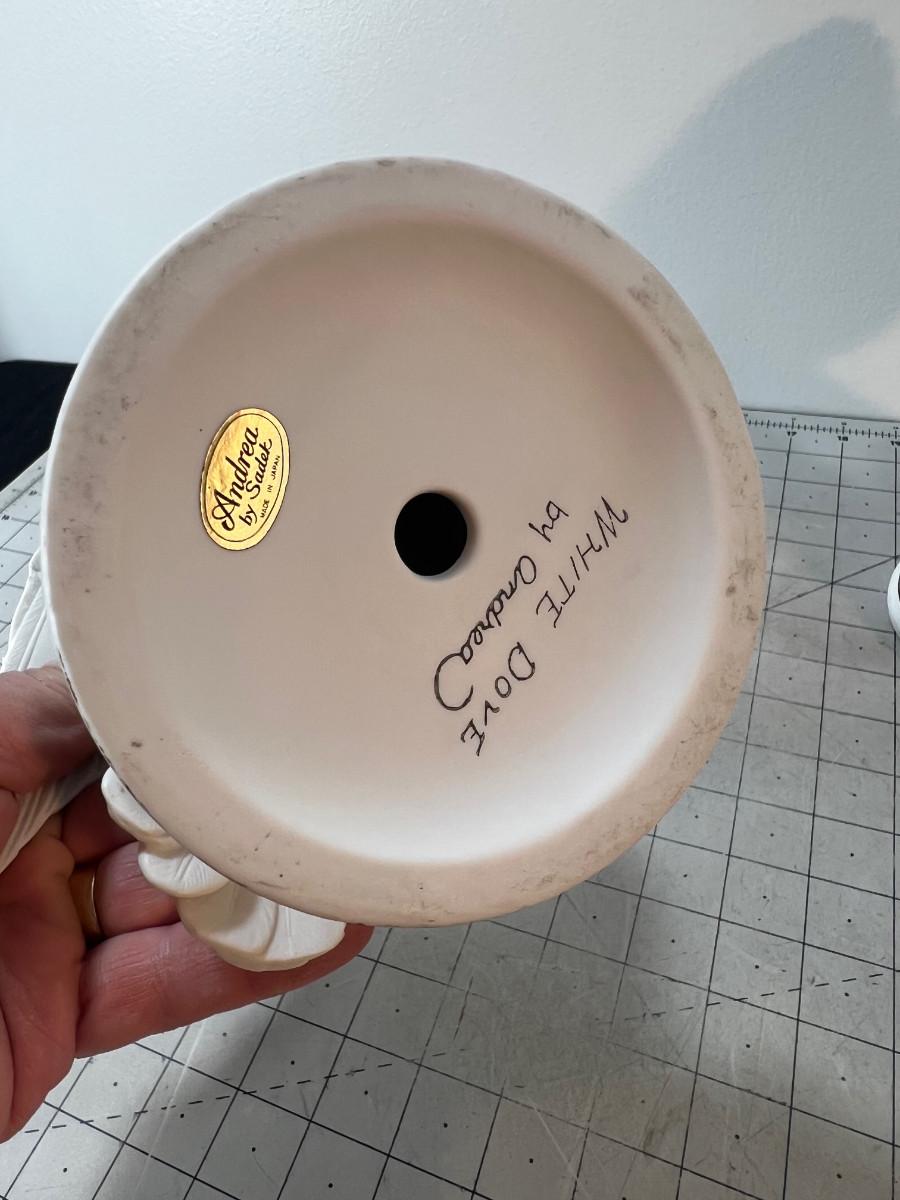 Andrea
by Sadek
MADE IN JAPAN
WHITE DOVE
by andrea